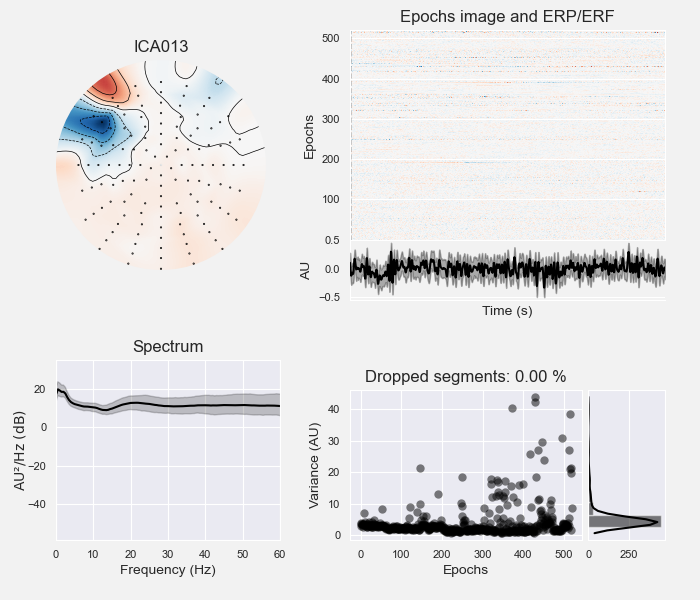 ICA013
Epochs image and ERP/ERF
Epochs
500
400
300
200
100
0.5
0.0
−0.5
AU
Time (s)
Spectrum
AU²/Hz (dB)
20
0
−20
−40
0 10 20 30 40 50 60
Frequency (Hz)
Dropped segments: 0.00 %
Variance (AU)
40
30
20
10
0
0 100 200 300 400 500
Epochs
0 250